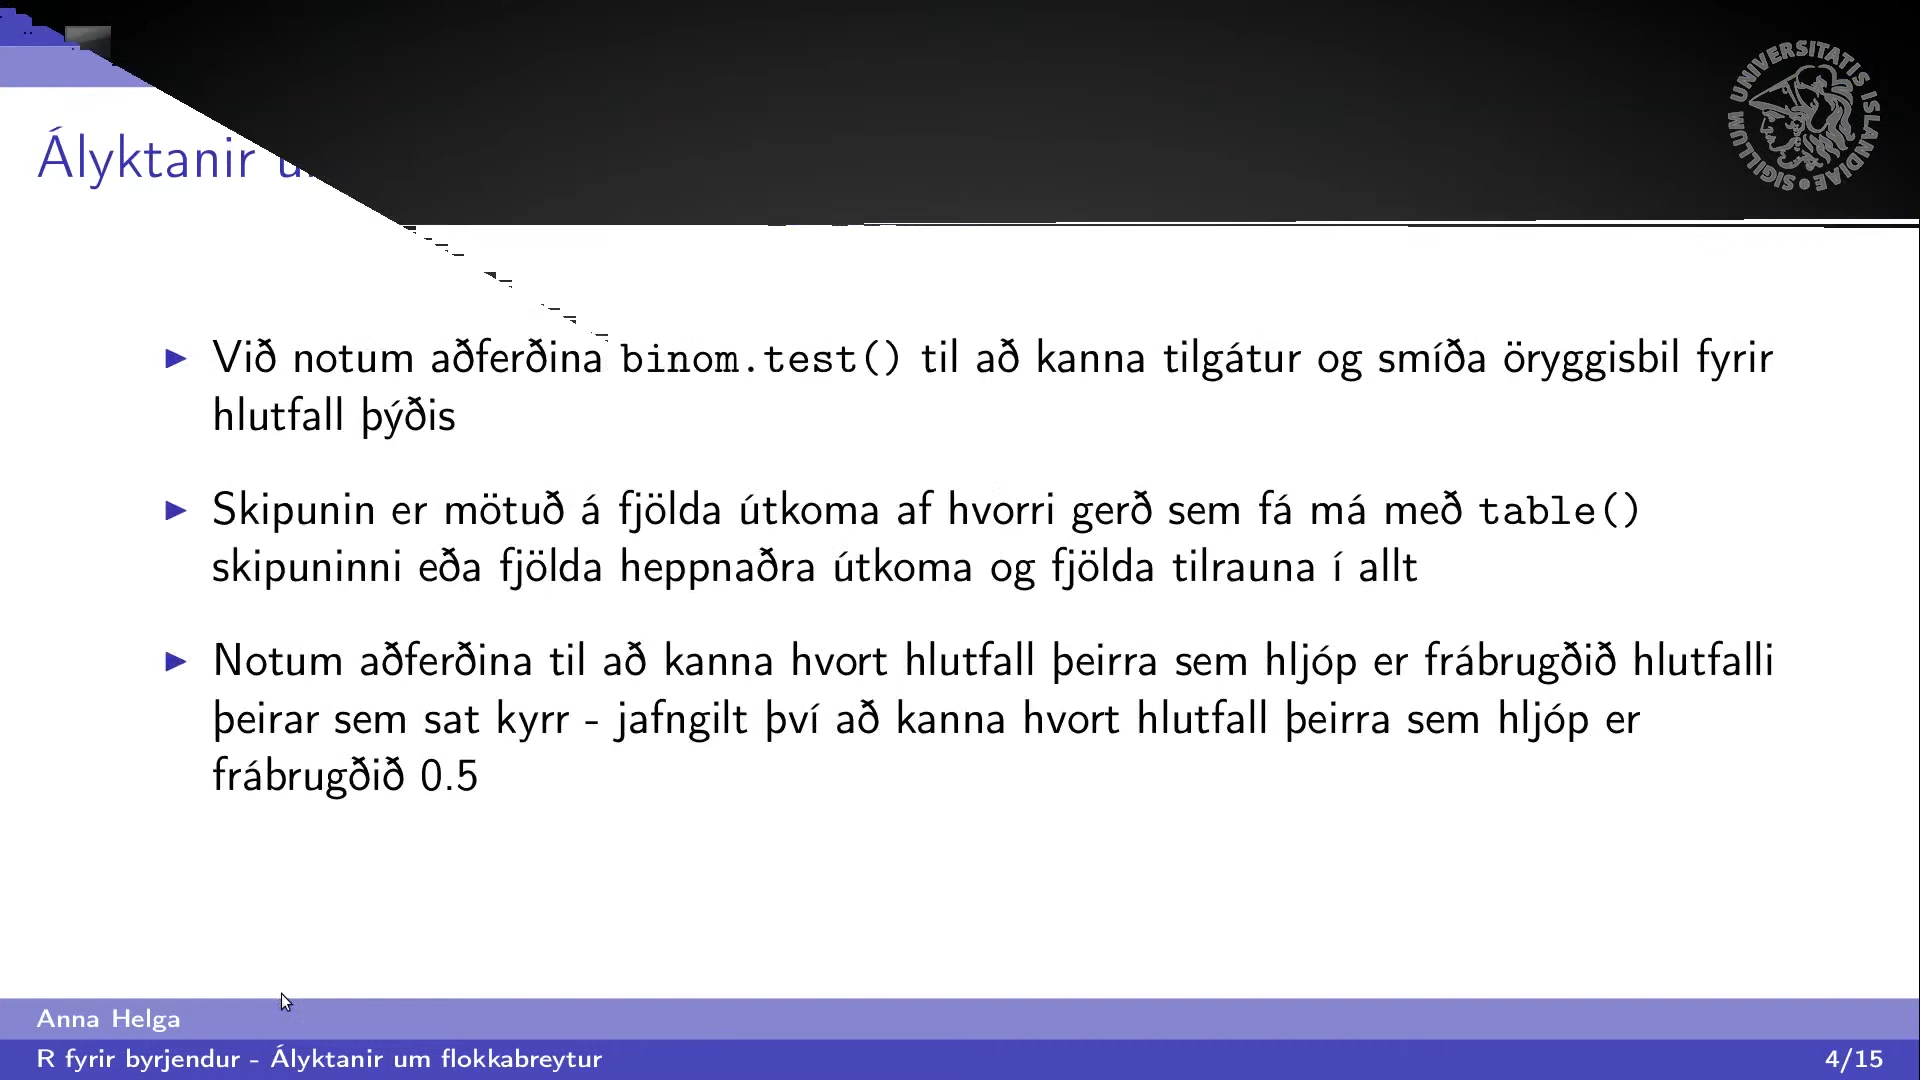 SIGILLUM UNIVERSITATIS ISLANDIAE
Ályktanir
Við notum aðferðina binom.test() til að kanna tilgátur og smíða öryggisbil fyrir
hlutfall þýðis
Skipunin er mötuð á fjölda útkoma af hvorri gerð sem fá má með table()
skipuninni eða fjölda heppnaðra útkoma og fjölda tilrauna í allt
Notum aðferðina til að kanna hvort hlutfall þeirra sem hljóp er frábrugðið hlutfalli
þeirar sem sat kyrr - jafngilt því að kanna hvort hlutfall þeirra sem hljóp er
frábrugðið 0.5
Anna Helga
R fyrir byrjendur - Ályktanir um flokkabreytur
4/15